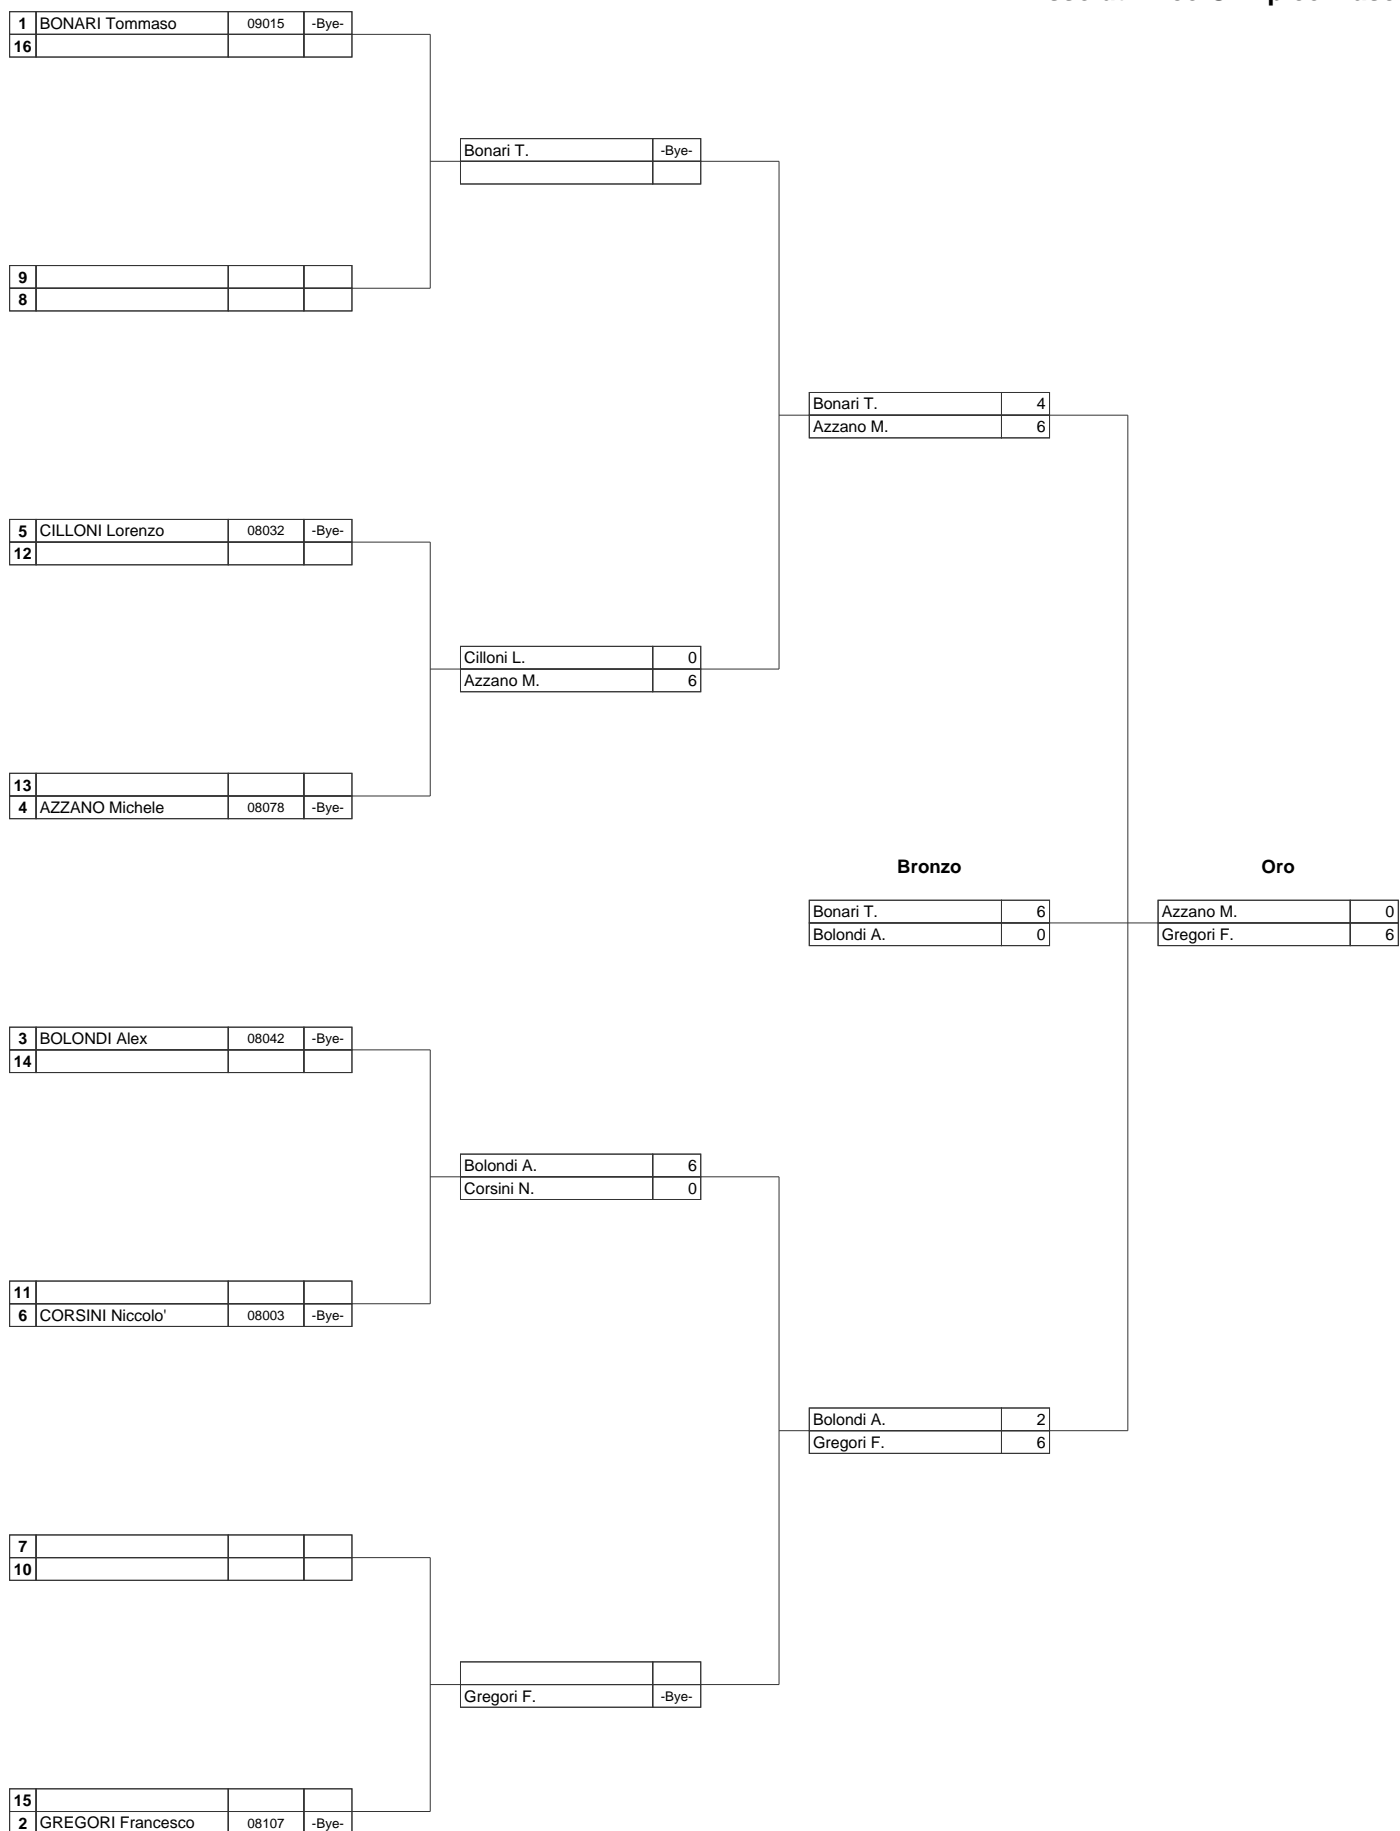 1 BONARI Tommaso 09015 -Bye-
16
Bonari T. -Bye-
9
8
Bonari T. 4
Azzano M. 6
5 CILLONI Lorenzo 08032 -Bye-
12
Cilloni L. 0
Azzano M. 6
13
4 AZZANO Michele 08078 -Bye-
Bronzo Oro
Bonari T. 6 Azzano M. 0
Bolondi A. 0 Gregori F. 6
3 BOLONDI Alex 08042 -Bye-
14
Bolondi A. 6
Corsini N. 0
11
6 CORSINI Niccolo' 08003 -Bye-
Bolondi A. 2
Gregori F. 6
7
10
Gregori F. -Bye-
15
2 GREGORI Francesco 08107 -Bye-